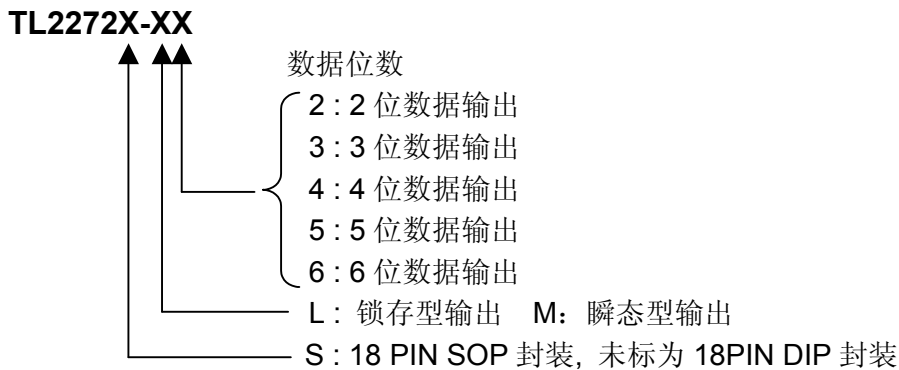 TL2272X-XX
数据位数
2 : 2 位数据输出
3 : 3 位数据输出
4 : 4 位数据输出
5 : 5 位数据输出
6 : 6 位数据输出
L : 锁存型输出 M：瞬态型输出
S : 18 PIN SOP 封装, 未标为 18PIN DIP 封装